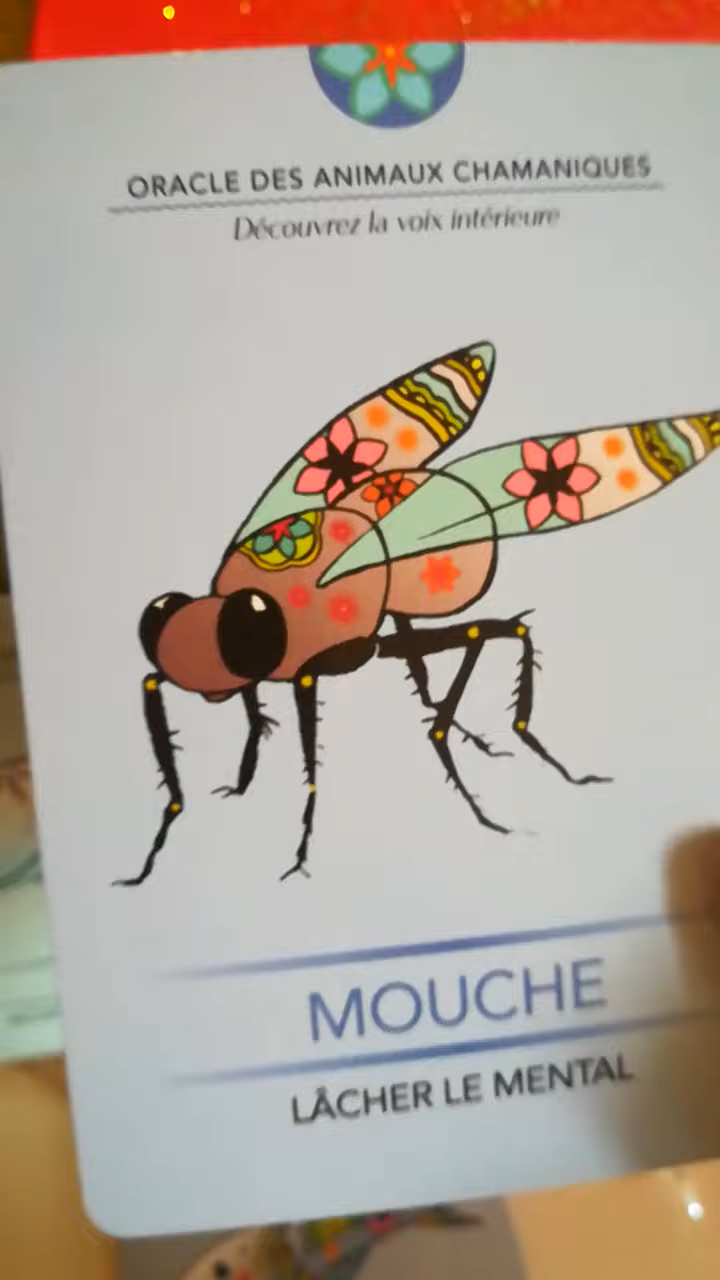 ORACLE DES ANIMAUX CHAMANIQUES
Découvrez la voix intérieure
MOUCHE
LÂCHER LE MENTAL